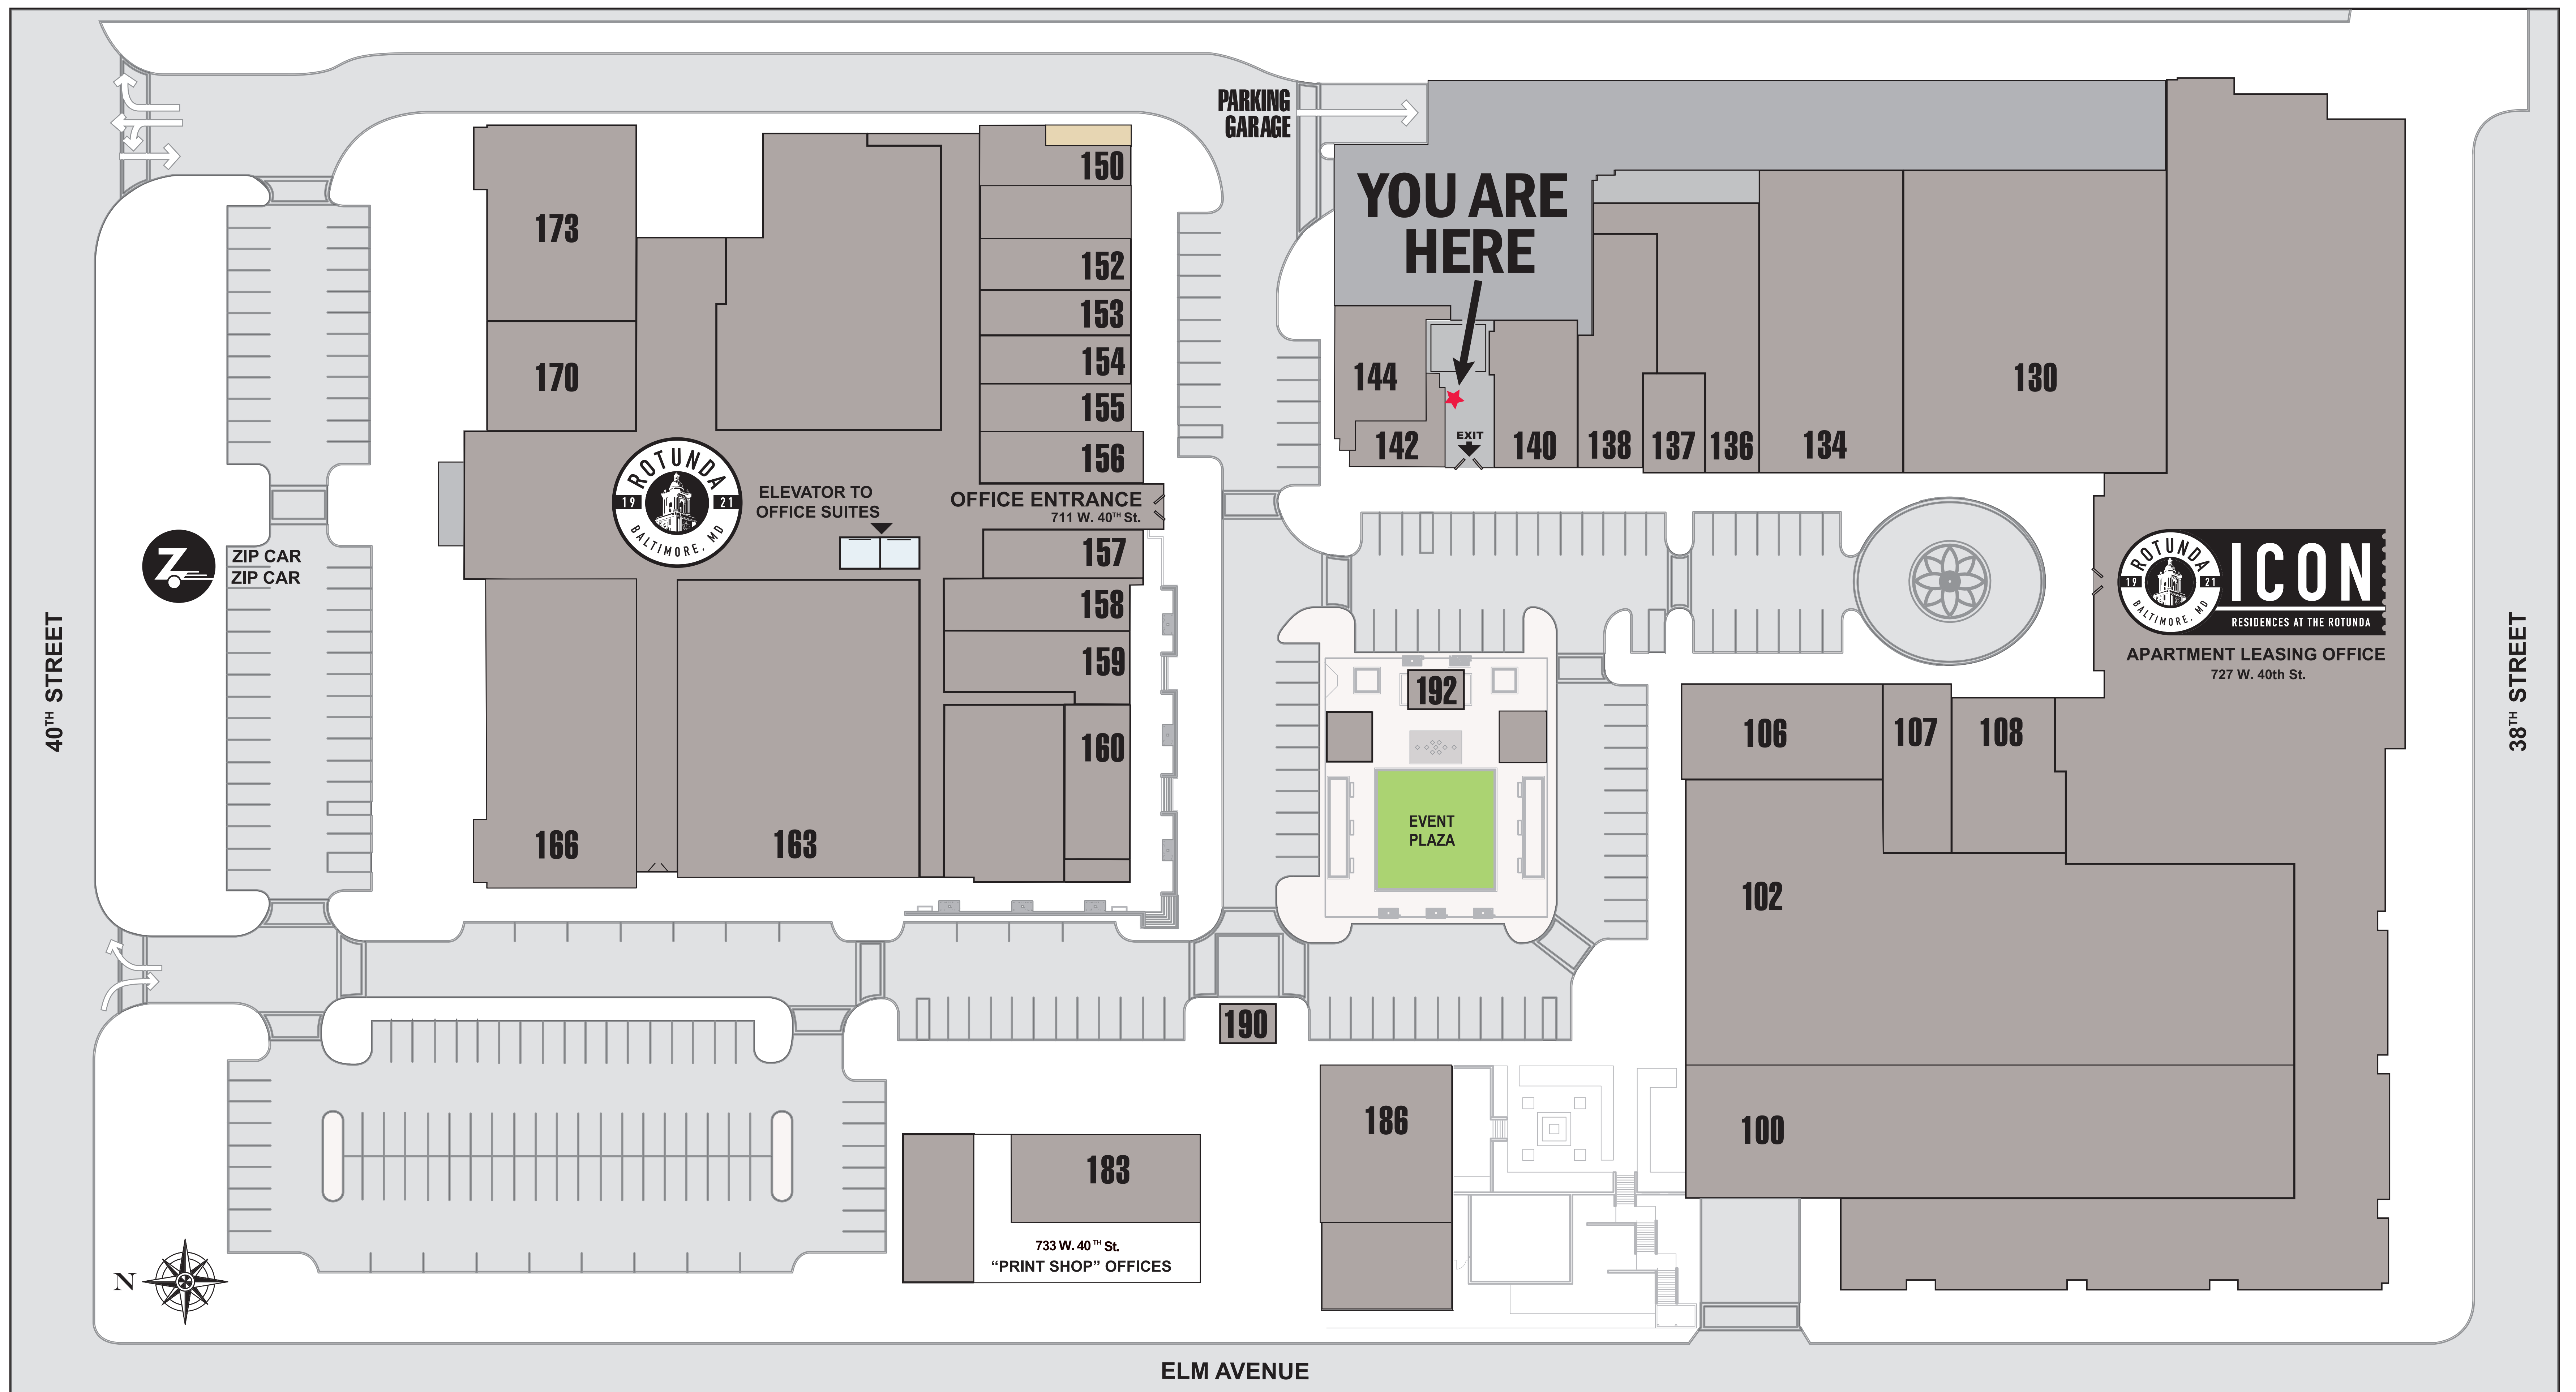 PARKING
GARAGE
YOU ARE
HERE
150
173
152
153
154
155
156
170
144
142
EXIT
140
138
137
136
134
130
ROTUNDA
19 21
BALTIMORE, MD
ELEVATOR TO
OFFICE SUITES
OFFICE ENTRANCE
711 W. 40TH St.
157
158
159
160
Z
ZIP CAR
ZIP CAR
40TH STREET
166
163
192
EVENT
PLAZA
ROTUNDA
19 21
BALTIMORE, MD
ICON
RESIDENCES AT THE ROTUNDA
APARTMENT LEASING OFFICE
727 W. 40th St.
38TH STREET
106
107
108
102
100
190
186
183
733 W. 40TH St.
“PRINT SHOP” OFFICES
N
ELM AVENUE